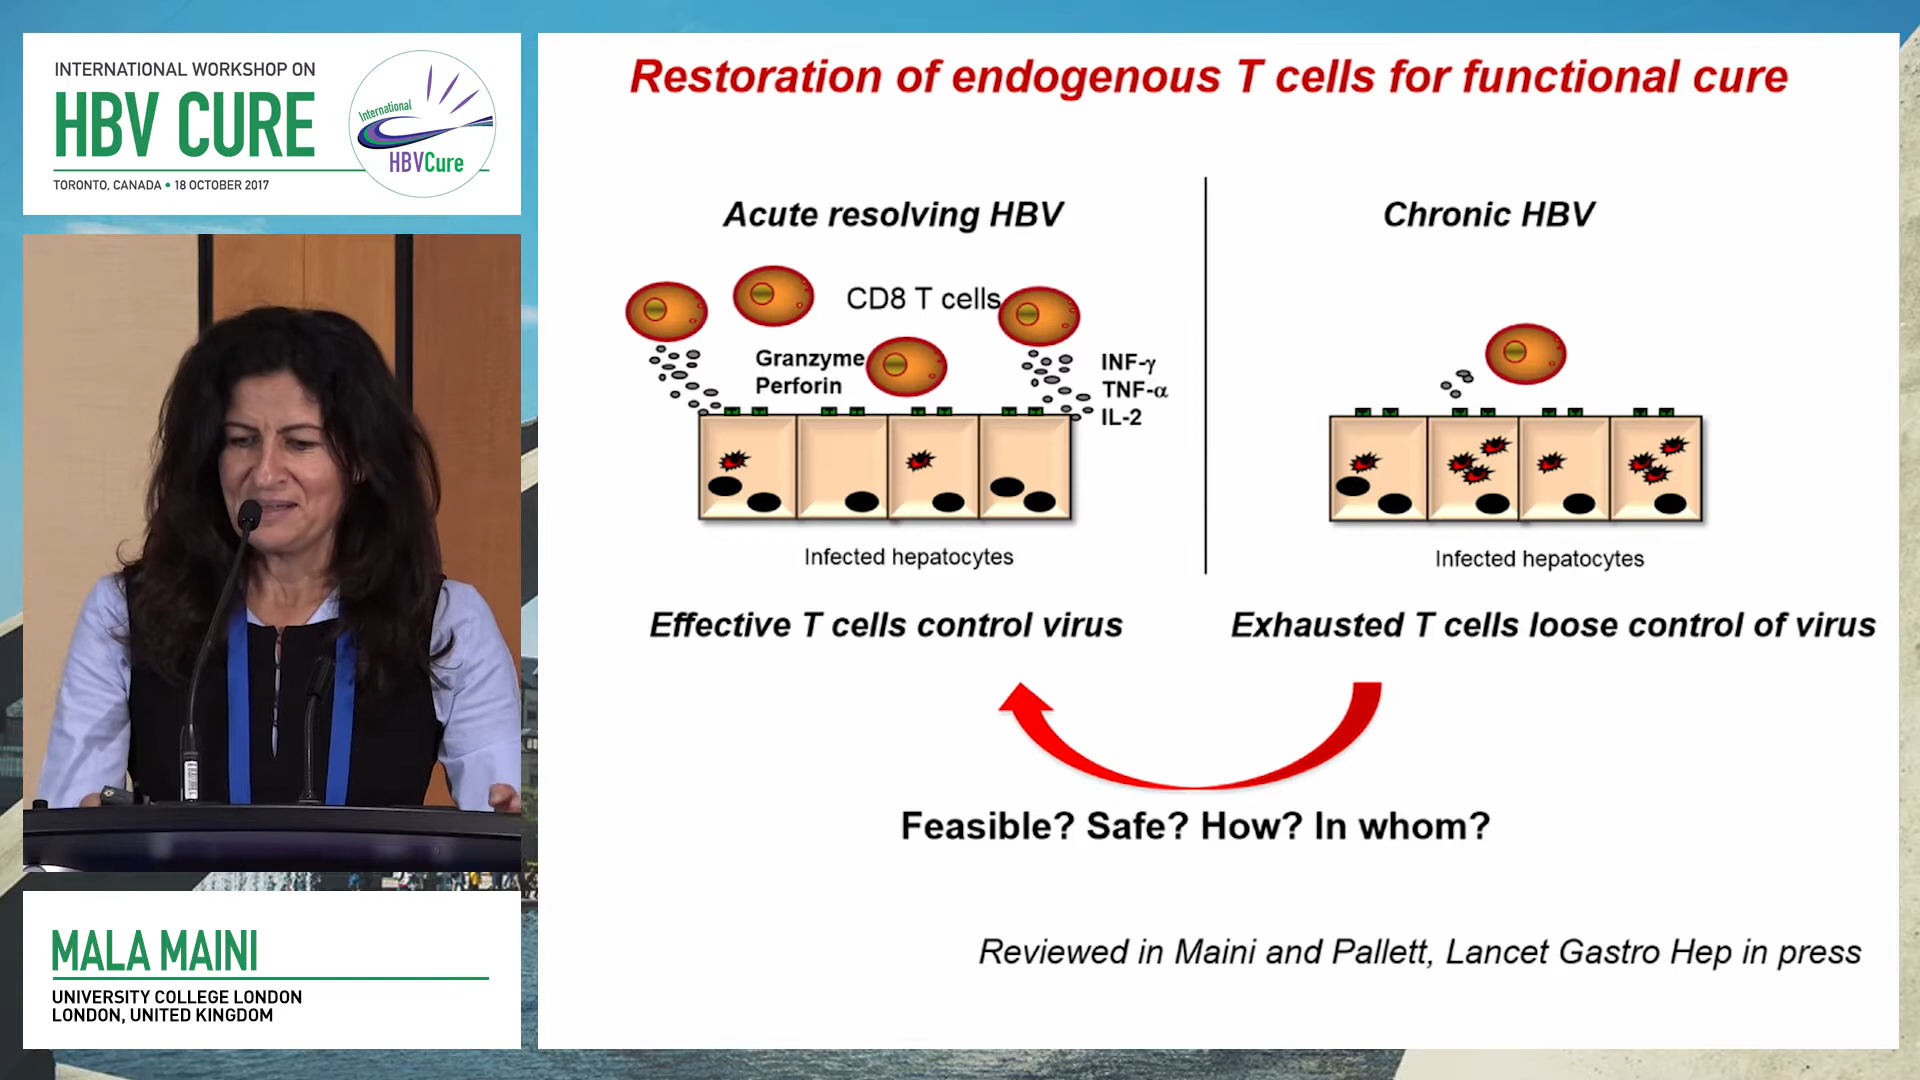 INTERNATIONAL WORKSHOP ON
HBV CURE
TORONTO, CANADA • 18 OCTOBER 2017
International
HBVCure
MALA MAINI
UNIVERSITY COLLEGE LONDON
LONDON, UNITED KINGDOM
Restoration of endogenous T cells for functional cure
Acute resolving HBV
CD8 T cells
Granzyme
Perforin
INF-γ
TNF-α
IL-2
Infected hepatocytes
Effective T cells control virus
Chronic HBV
Infected hepatocytes
Exhausted T cells loose control of virus
Feasible? Safe? How? In whom?
Reviewed in Maini and Pallett, Lancet Gastro Hep in press